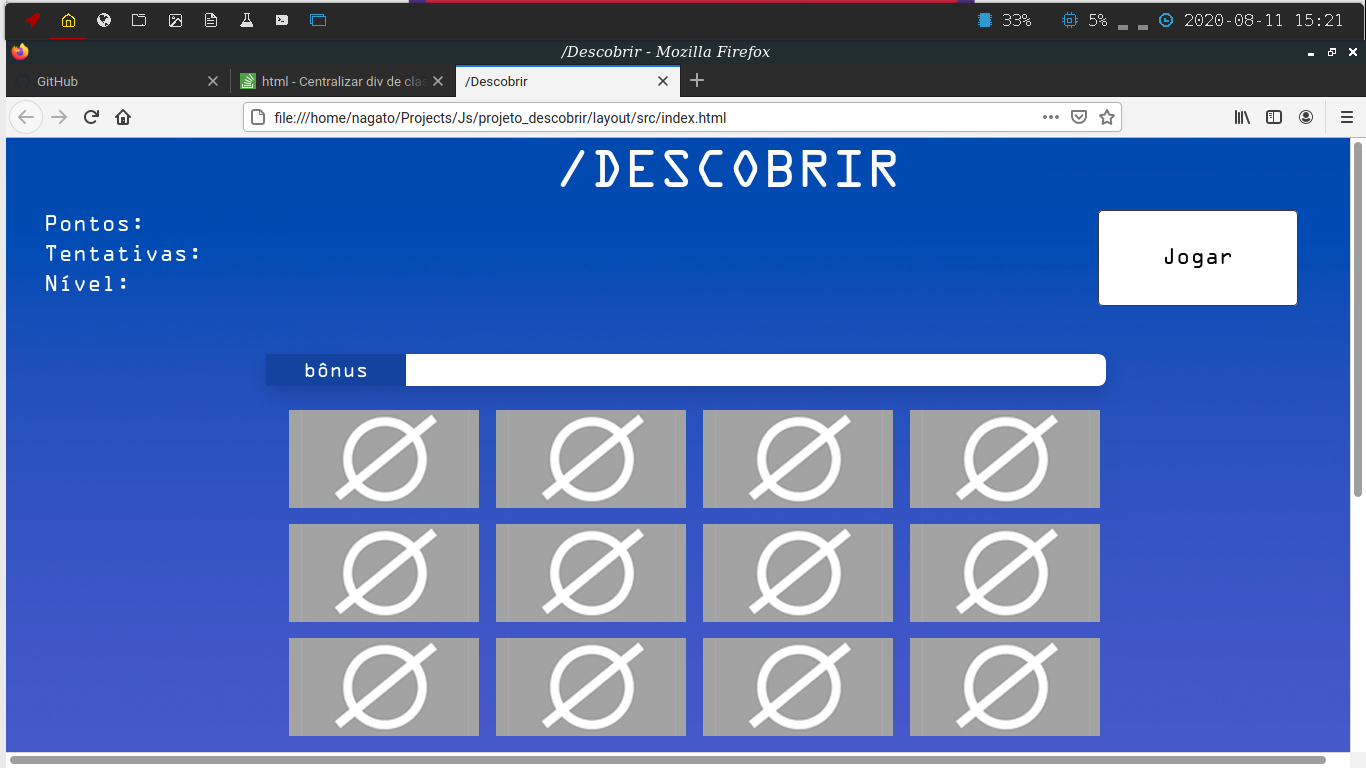 33% 5% 2020-08-11 15:21
/Descobrir - Mozilla Firefox
GitHub html - Centralizar div de clas /Descobrir
file:///home/nagato/Projects/Js/projeto_descobrir/layout/src/index.html
/DESCOBRIR
Pontos:
Tentativas:
Nível:
Jogar
bônus